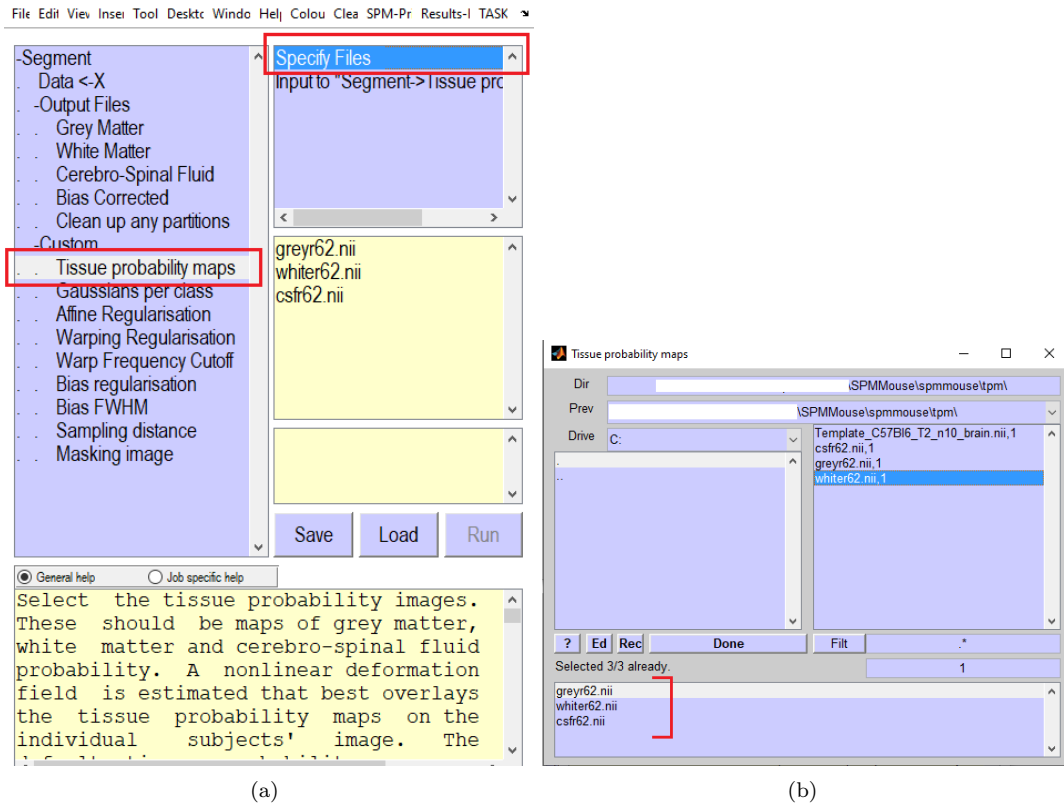 File Edit View Inser Tool Desktc Windo Help Colou Clea SPM-Pr Results-I TASK
-Segment
. Data <-X
. -Output Files
. . Grey Matter
. . White Matter
. . Cerebro-Spinal Fluid
. . Bias Corrected
. . Clean up any partitions
. -Custom
. . Tissue probability maps
. . Gaussians per class
. . Affine Regularisation
. . Warping Regularisation
. . Warp Frequency Cutoff
. . Bias regularisation
. . Bias FWHM
. . Sampling distance
. . Masking image
Specify Files
Input to "Segment->Tissue pro
greyr62.nii
whiter62.nii
csfr62.nii
Save Load Run
General help Job specific help
Select the tissue probability images.
These should be maps of grey matter,
white matter and cerebro-spinal fluid
probability. A nonlinear deformation
field is estimated that best overlays
the tissue probability maps on the
individual subjects' image. The
(a)
Tissue probability maps
Dir \SPMMouse\spmmouse\tpm\
Prev \SPMMouse\spmmouse\tpm\
Drive C:
.
..
Template_C57Bl6_T2_n10_brain.nii,1
csfr62.nii,1
greyr62.nii,1
whiter62.nii,1
? Ed Rec Done Filt .*
Selected 3/3 already. 1
greyr62.nii
whiter62.nii
csfr62.nii
(b)